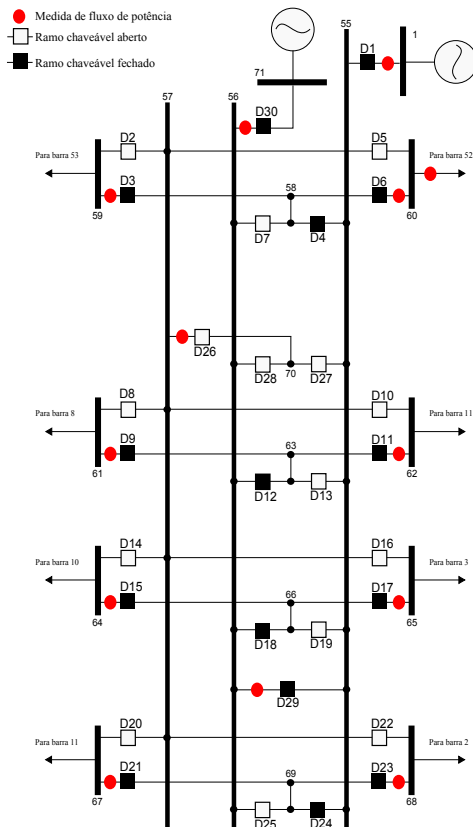 Medida de fluxo de potência
Ramo chaveável aberto
Ramo chaveável fechado
55
1
D1
71
57
56
D30
D2
D5
Para barra 53
Para barra 52
D3
58
D6
59
60
D7
D4
D26
D28
70
D27
D8
D10
Para barra 8
Para barra 11
D9
63
D11
61
62
D12
D13
D14
D16
Para barra 10
Para barra 3
D15
66
D17
64
65
D18
D19
D29
D20
D22
Para barra 11
Para barra 2
D21
69
D23
67
68
D25
D24